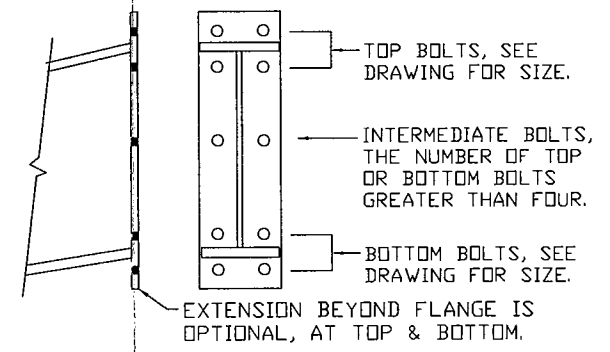 TOP BOLTS, SEE
DRAWING FOR SIZE.
INTERMEDIATE BOLTS,
THE NUMBER OF TOP
OR BOTTOM BOLTS
GREATER THAN FOUR.
BOTTOM BOLTS, SEE
DRAWING FOR SIZE.
EXTENSION BEYOND FLANGE IS
OPTIONAL, AT TOP & BOTTOM.